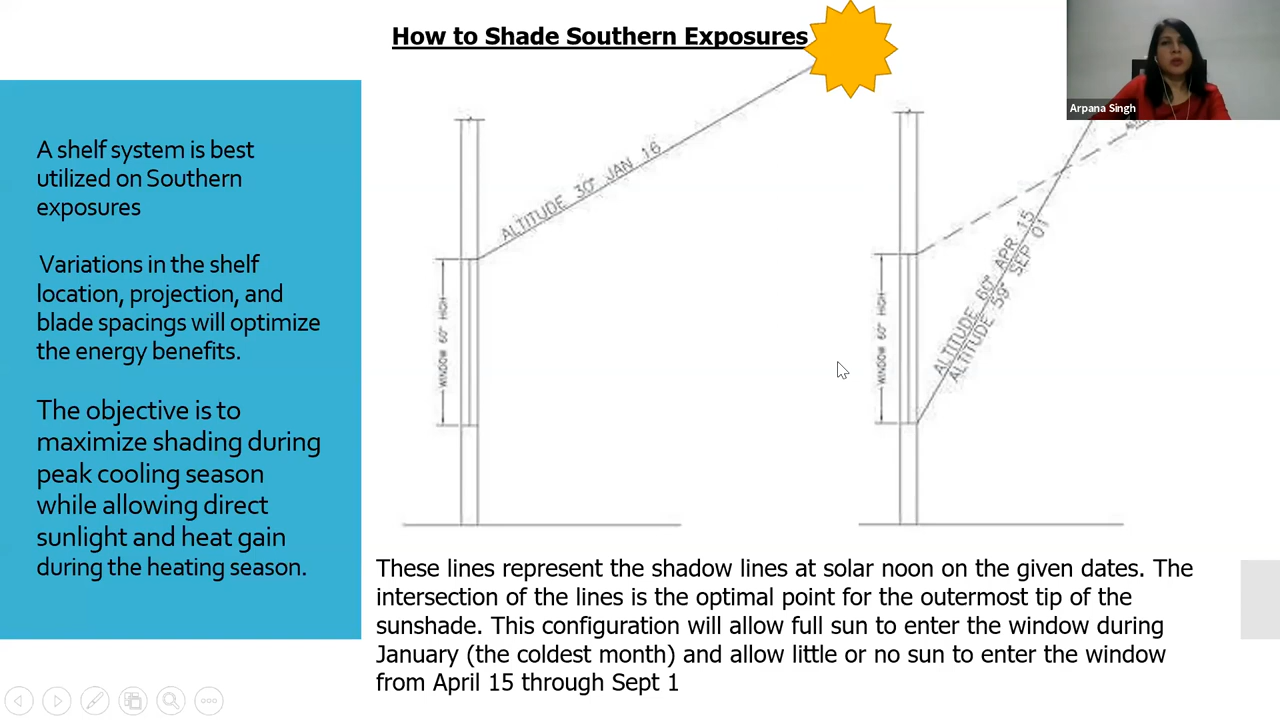 How to Shade Southern Exposures
Arpana Singh
A shelf system is best
utilized on Southern
exposures
Variations in the shelf
location, projection, and
blade spacings will optimize
the energy benefits.
The objective is to
maximize shading during
peak cooling season
while allowing direct
sunlight and heat gain
during the heating season.
ALTITUDE 30° JAN 16
WINDOW 60" HIGH
ALTITUDE 60° APR 15
ALTITUDE 59° SEP 01
WINDOW 60" HIGH
These lines represent the shadow lines at solar noon on the given dates. The
intersection of the lines is the optimal point for the outermost tip of the
sunshade. This configuration will allow full sun to enter the window during
January (the coldest month) and allow little or no sun to enter the window
from April 15 through Sept 1